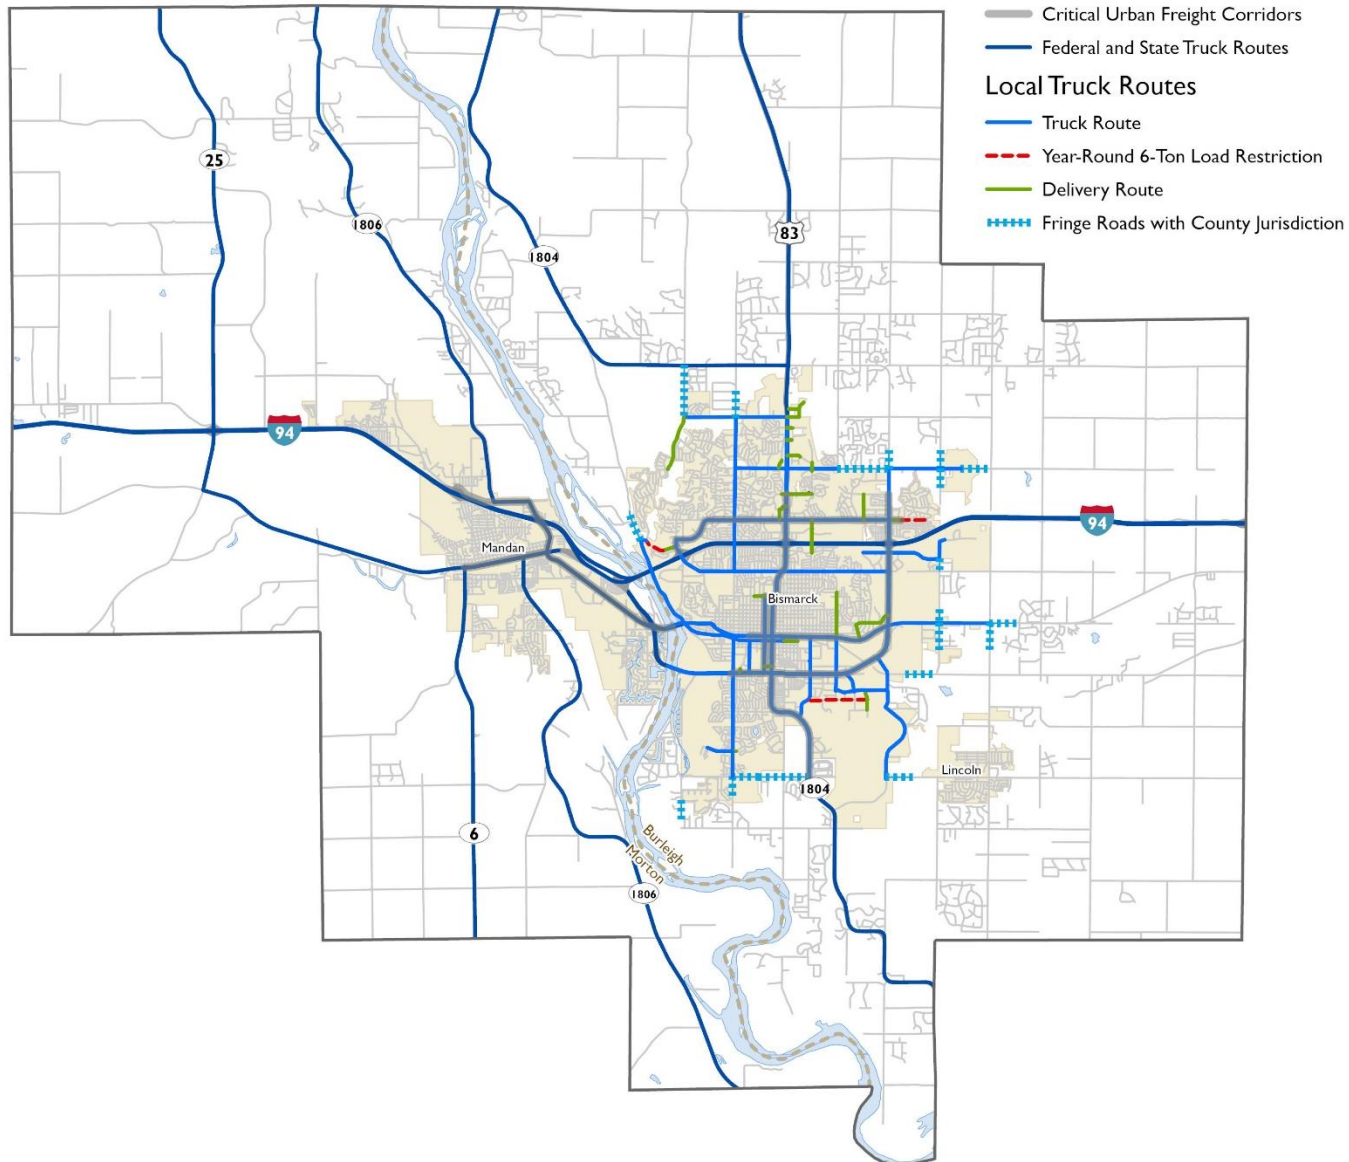 Critical Urban Freight Corridors
Federal and State Truck Routes
Local Truck Routes
Truck Route
Year-Round 6-Ton Load Restriction
Delivery Route
Fringe Roads with County Jurisdiction
25
1806
1804
83
94
94
Mandan
Bismarck
Lincoln
1804
6
Burleigh
Morton
1806